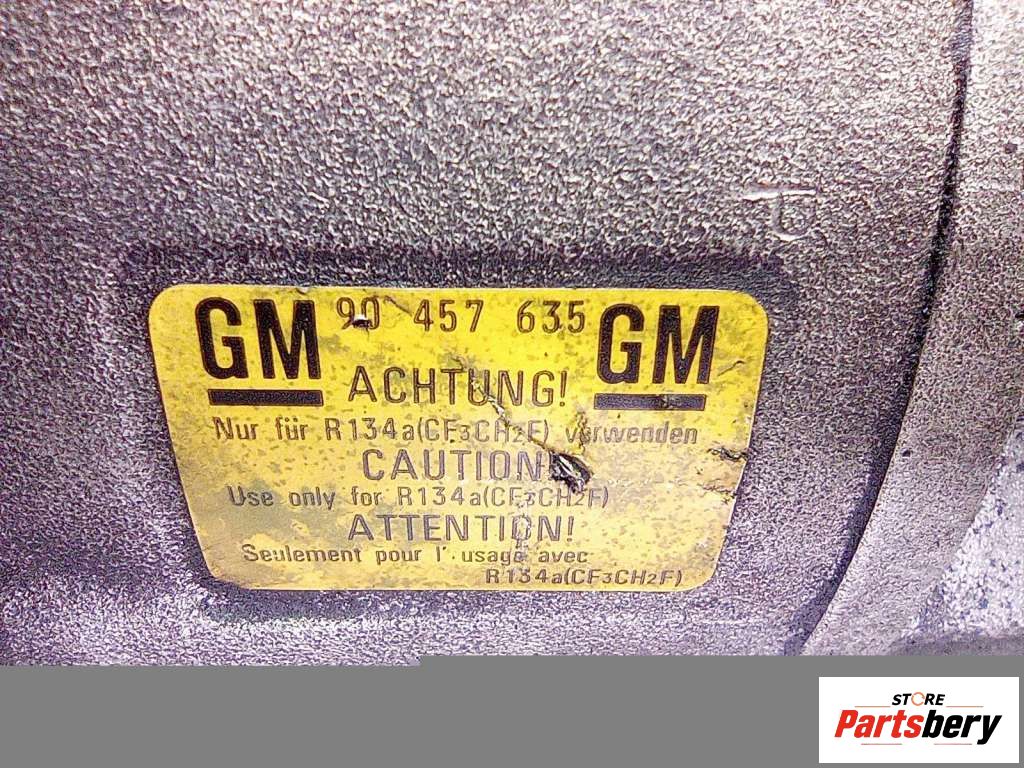 GM 90 457 635 GM
ACHTUNG!
Nur für R134a(CF3CH2F) verwenden
CAUTION
Use only for R134a(CF3CH2F)
ATTENTION!
Seulement pour l'usage avec
R134a(CF3CH2F)
STORE
Partsbery